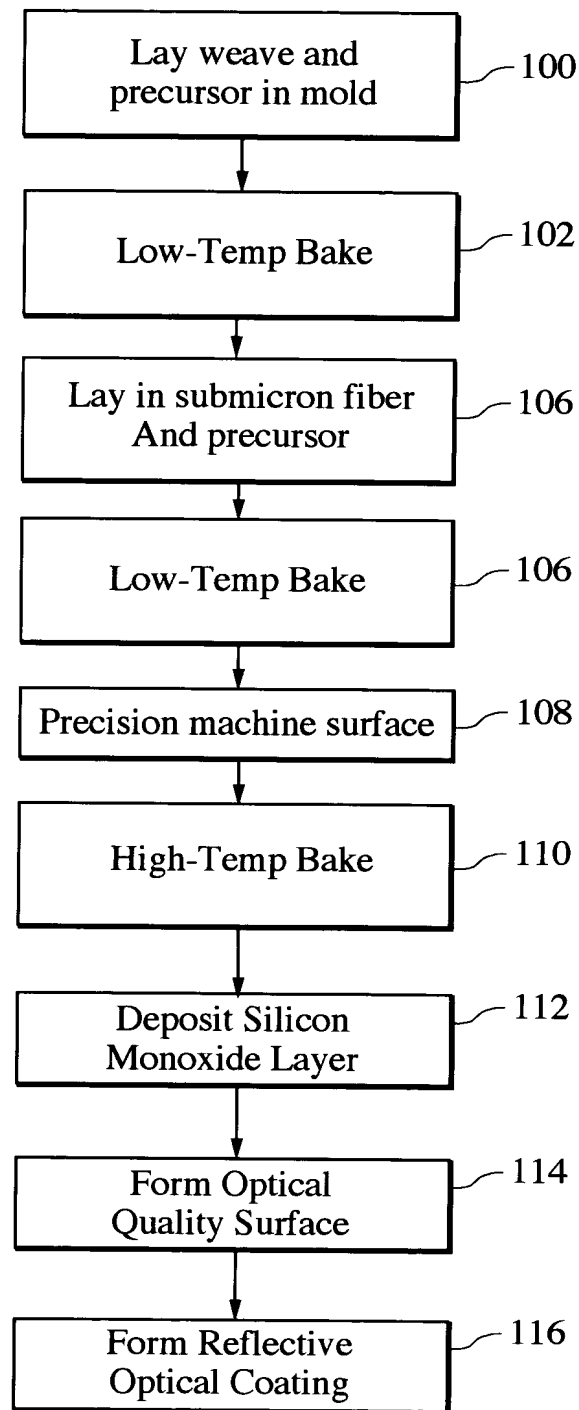 Lay weave and
precursor in mold
100
Low-Temp Bake
102
Lay in submicron fiber
And precursor
106
Low-Temp Bake
106
Precision machine surface
108
High-Temp Bake
110
Deposit Silicon
Monoxide Layer
112
Form Optical
Quality Surface
114
Form Reflective
Optical Coating
116